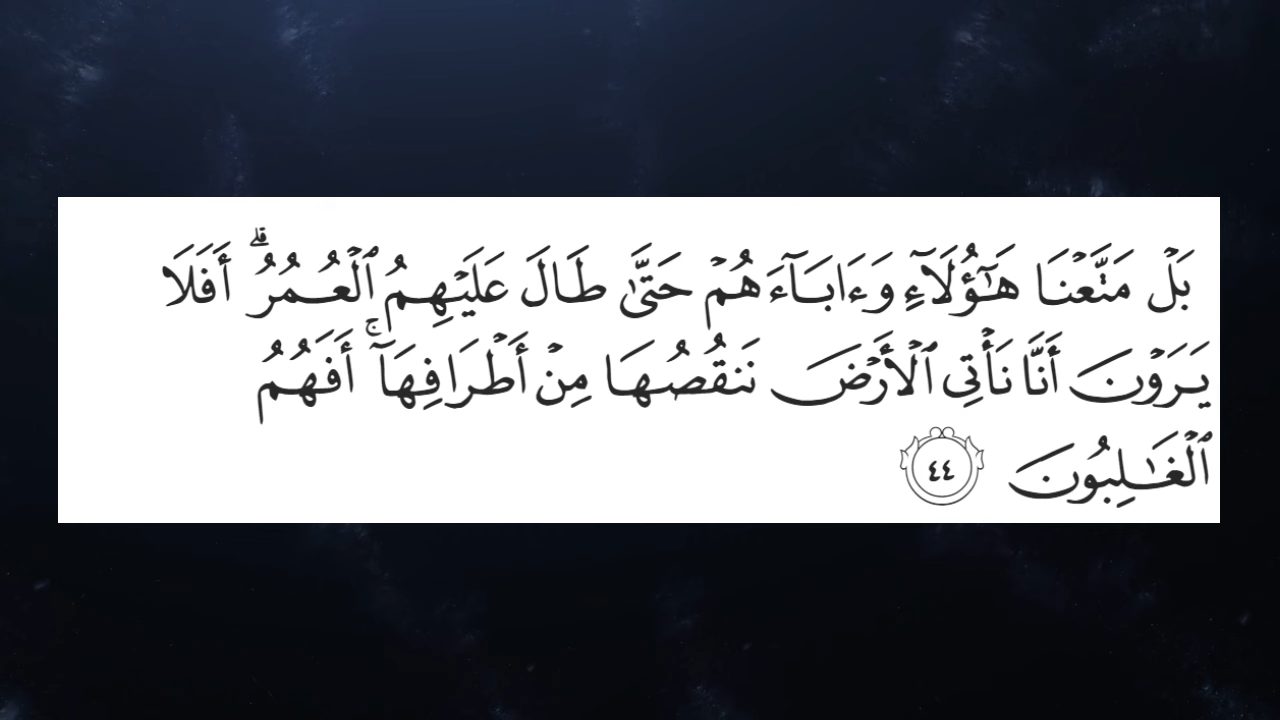 بَلۡ مَتَّعۡنَا هَٰٓؤُلَآءِ وَءَابَآءَهُمۡ حَتَّىٰ طَالَ عَلَيۡهِمُ ٱلۡعُمُرُۗ أَفَلَا
يَرَوۡنَ أَنَّا نَأۡتِي ٱلۡأَرۡضَ نَنقُصُهَا مِنۡ أَطۡرَافِهَآۚ أَفَهُمُ
ٱلۡغَٰلِبُونَ ٤٤